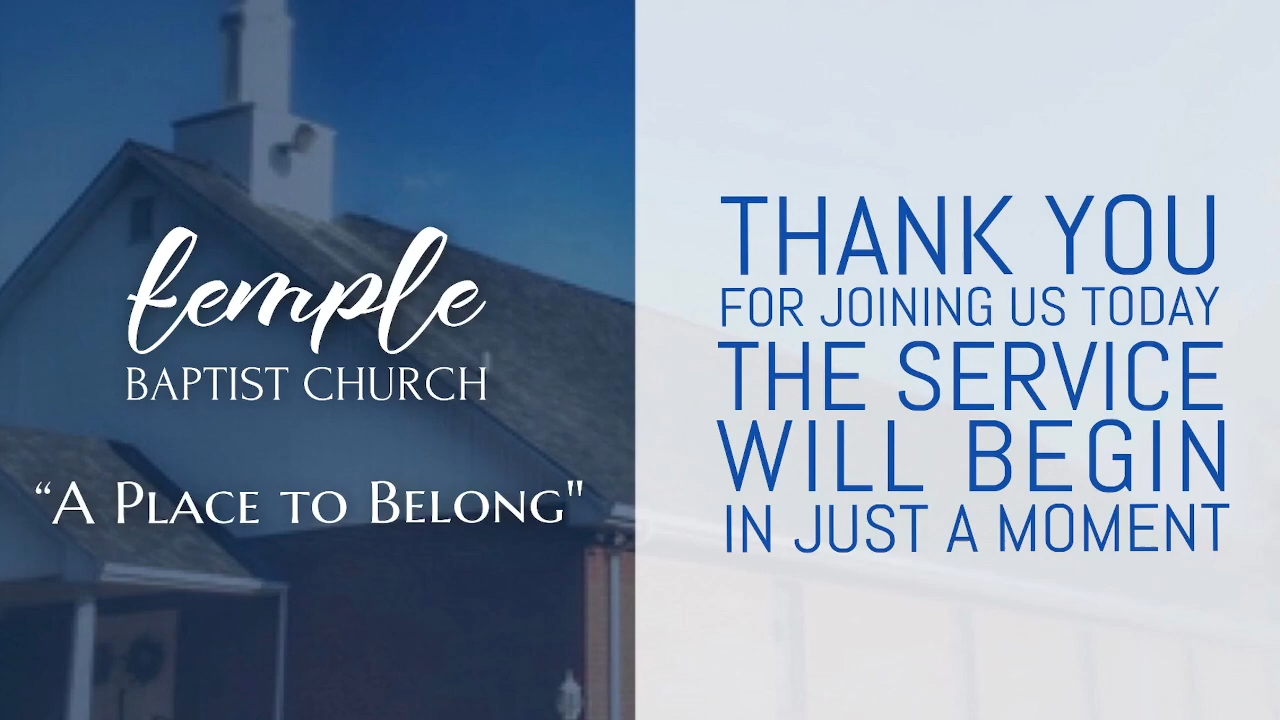 temple
BAPTIST CHURCH
“A Place to Belong"
THANK YOU
FOR JOINING US TODAY
THE SERVICE
WILL BEGIN
IN JUST A MOMENT